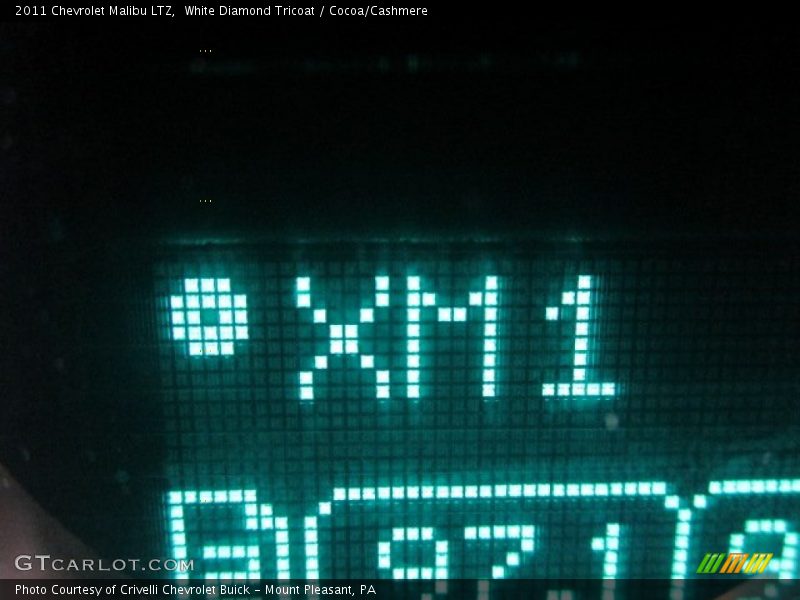 2011 Chevrolet Malibu LTZ, White Diamond Tricoat / Cocoa/Cashmere
XM1
971
GTCARLOT.COM
Photo Courtesy of Crivelli Chevrolet Buick - Mount Pleasant, PA